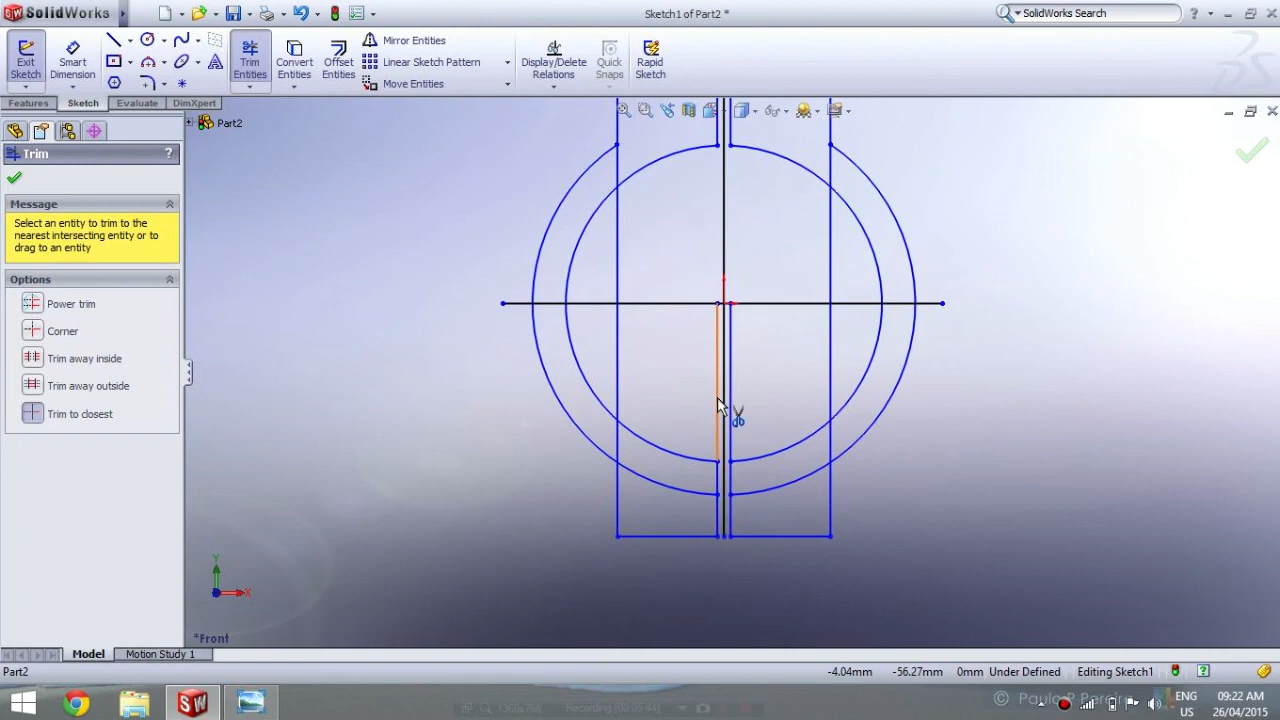 SolidWorks
Sketch1 of Part2 *
SolidWorks Search
Exit Sketch
Smart Dimension
Trim Entities
Convert Entities
Offset Entities
Mirror Entities
Linear Sketch Pattern
Move Entities
Display/Delete Relations
Quick Snaps
Rapid Sketch
Features
Sketch
Evaluate
DimXpert
Part2
Trim
?
Message
Select an entity to trim to the
nearest intersecting entity or to
drag to an entity
Options
Power trim
Corner
Trim away inside
Trim away outside
Trim to closest
Y
X
*Front
Model
Motion Study 1
Part2
-4.04mm
-56.27mm
0mm Under Defined
Editing Sketch1
© Paulo P Pereira
ENG
US
09:22 AM
26/04/2015